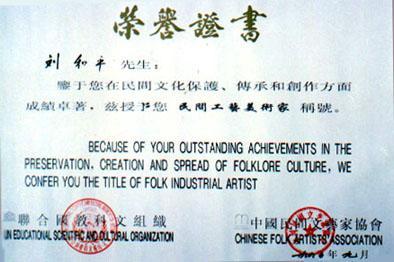 榮譽證書
刘和平 先生：
鑒于您在民間文化保護、傳承和創作方面
成績卓著，兹授予您 民間工藝美術家 稱號。
BECAUSE OF YOUR OUTSTANDING ACHIEVEMENTS IN THE
PRESERVATION, CREATION AND SPREAD OF FOLKLORE CULTURE, WE
CONFER YOU THE TITLE OF FOLK INDUSTRIAL ARTIST
聯合國教科文組織
UN EDUCATIONAL SCIENTIFIC AND CULTURAL ORGANIZATION
中國民間文藝家協會
CHINESE FOLK ARTISTS' ASSOCIATION
年九月